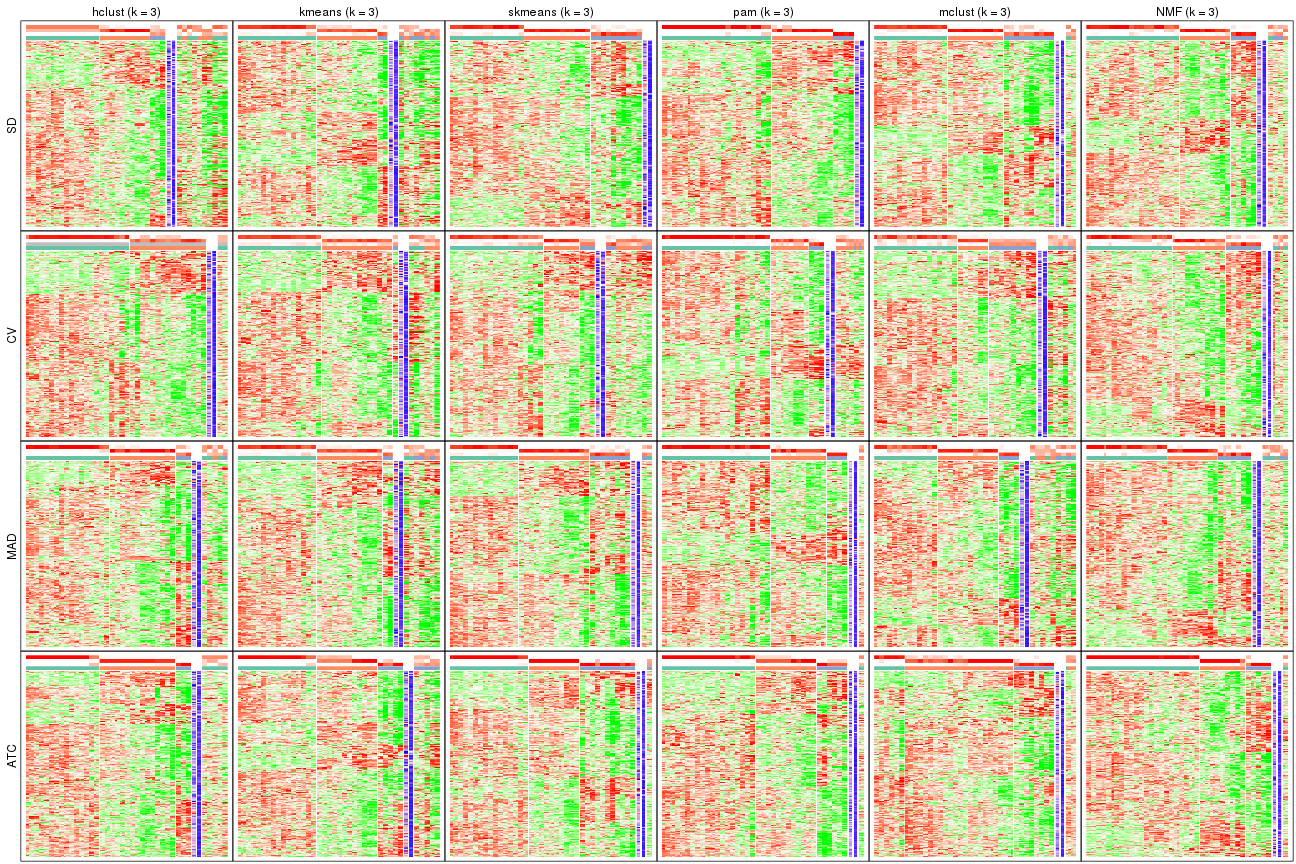 hclust (k = 3) kmeans (k = 3) skmeans (k = 3) pam (k = 3) mclust (k = 3) NMF (k = 3)
SD
CV
MAD
ATC